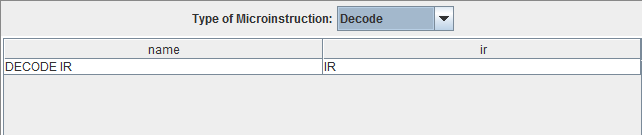 Type of Microinstruction: Decode
name ir
DECODE IR IR